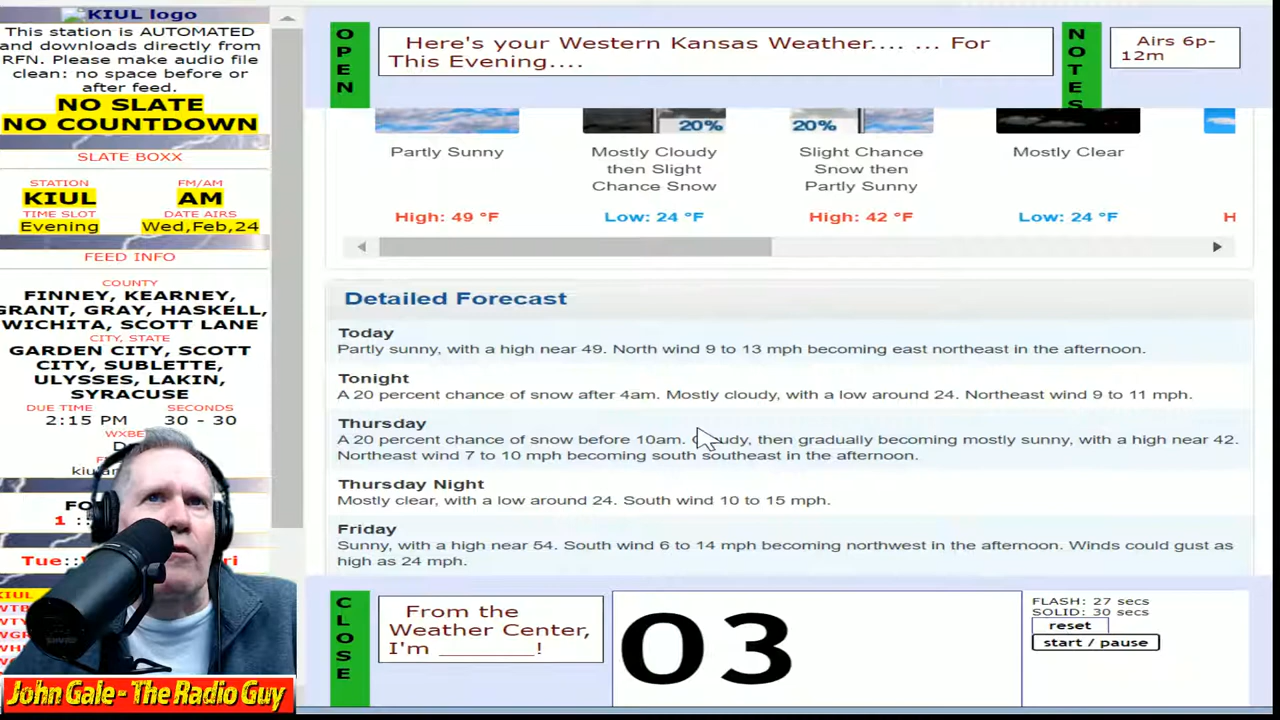 KIUL logo
This station is AUTOMATED
and downloads directly from
RFN. Please make audio file
clean: no space before or
after feed.
NO SLATE
NO COUNTDOWN
SLATE BOXX
STATION FM/AM
KIUL AM
TIME SLOT DATE AIRS
Evening Wed,Feb,24
FEED INFO
COUNTY
FINNEY, KEARNEY,
GRANT, GRAY, HASKELL,
WICHITA, SCOTT LANE
CITY, STATE
GARDEN CITY, SCOTT
CITY, SUBLETTE,
ULYSSES, LAKIN,
SYRACUSE
DUE TIME SECONDS
2:15 PM 30 - 30
John Gale - The Radio Guy
OPEN
Here's your Western Kansas Weather.... ... For
This Evening....
NOTES
Airs 6p-
12m
20% 20%
Partly Sunny Mostly Cloudy Slight Chance Mostly Clear
then Slight Snow then
Chance Snow Partly Sunny
High: 49 °F Low: 24 °F High: 42 °F Low: 24 °F H
Detailed Forecast
Today
Partly sunny, with a high near 49. North wind 9 to 13 mph becoming east northeast in the afternoon.
Tonight
A 20 percent chance of snow after 4am. Mostly cloudy, with a low around 24. Northeast wind 9 to 11 mph.
Thursday
A 20 percent chance of snow before 10am. then gradually becoming mostly sunny, with a high near 42.
Northeast wind 7 to 10 mph becoming south southeast in the afternoon.
Thursday Night
Mostly clear, with a low around 24. South wind 10 to 15 mph.
Friday
Sunny, with a high near 54. South wind 6 to 14 mph becoming northwest in the afternoon. Winds could gust as
high as 24 mph.
CLOSE
From the
Weather Center,
I'm _______!
03
FLASH: 27 secs
SOLID: 30 secs
reset
start / pause